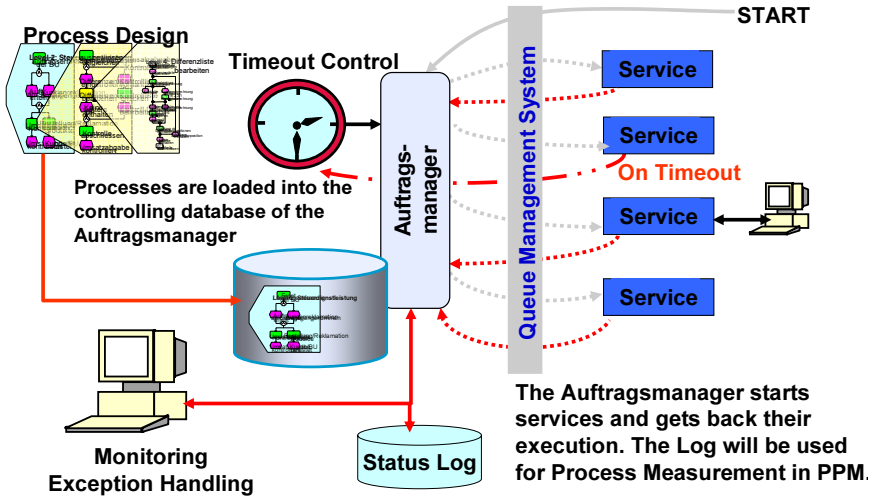 START
Process Design
Timeout Control
Service
Service
On Timeout
Service
Service
Auftrags-
manager
Queue Management System
Processes are loaded into the
controlling database of the
Auftragsmanager
Differenzliste
bearbeiten
Monitoring
Exception Handling
Status Log
The Auftragsmanager starts
services and gets back their
execution. The Log will be used
for Process Measurement in PPM.